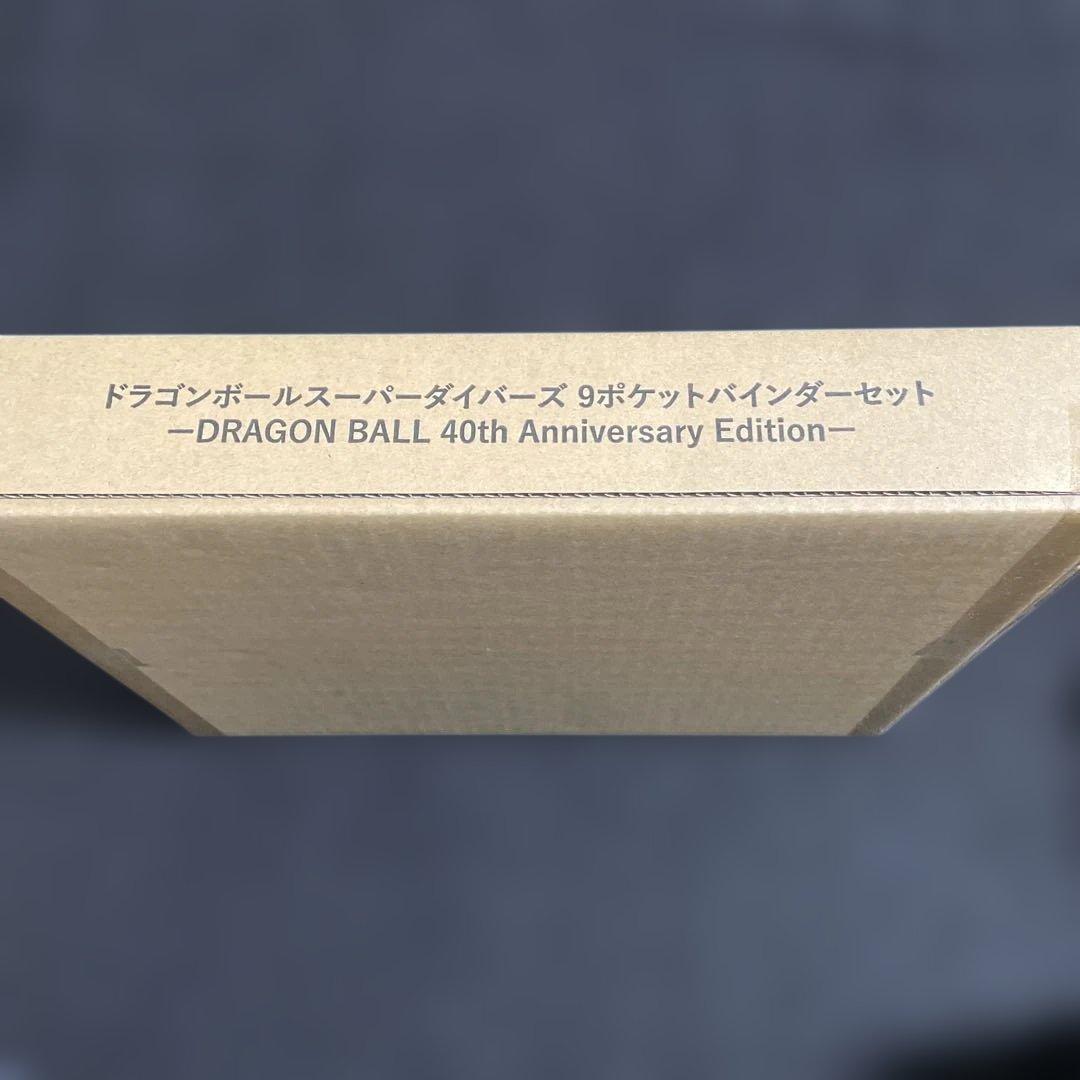 ドラゴンボールスーパーダイバーズ 9ポケットバインダーセット
ーDRAGON BALL 40th Anniversary Editionー